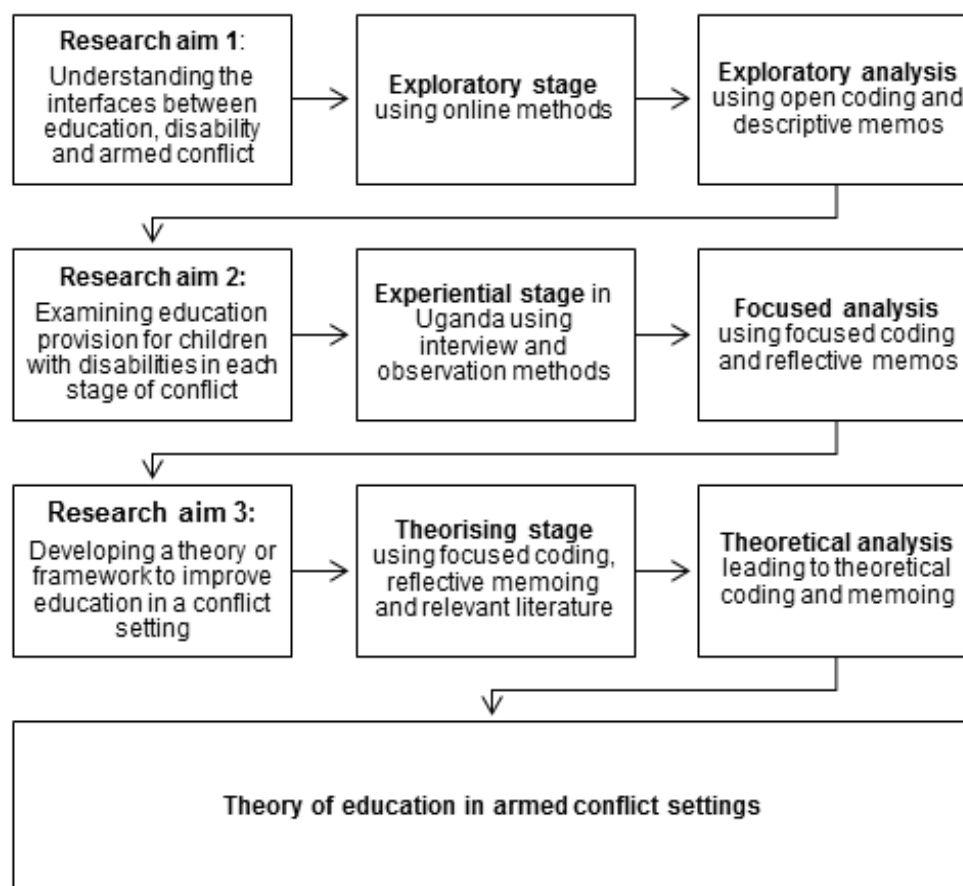 Research aim 1:
Understanding the
interfaces between
education, disability
and armed conflict
Exploratory stage
using online methods
Exploratory analysis
using open coding and
descriptive memos
Research aim 2:
Examining education
provision for children
with disabilities in each
stage of conflict
Experiential stage in
Uganda using
interview and
observation methods
Focused analysis
using focused coding
and reflective memos
Research aim 3:
Developing a theory or
framework to improve
education in a conflict
setting
Theorising stage
using focused coding,
reflective memoing
and relevant literature
Theoretical analysis
leading to theoretical
coding and memoing
Theory of education in armed conflict settings